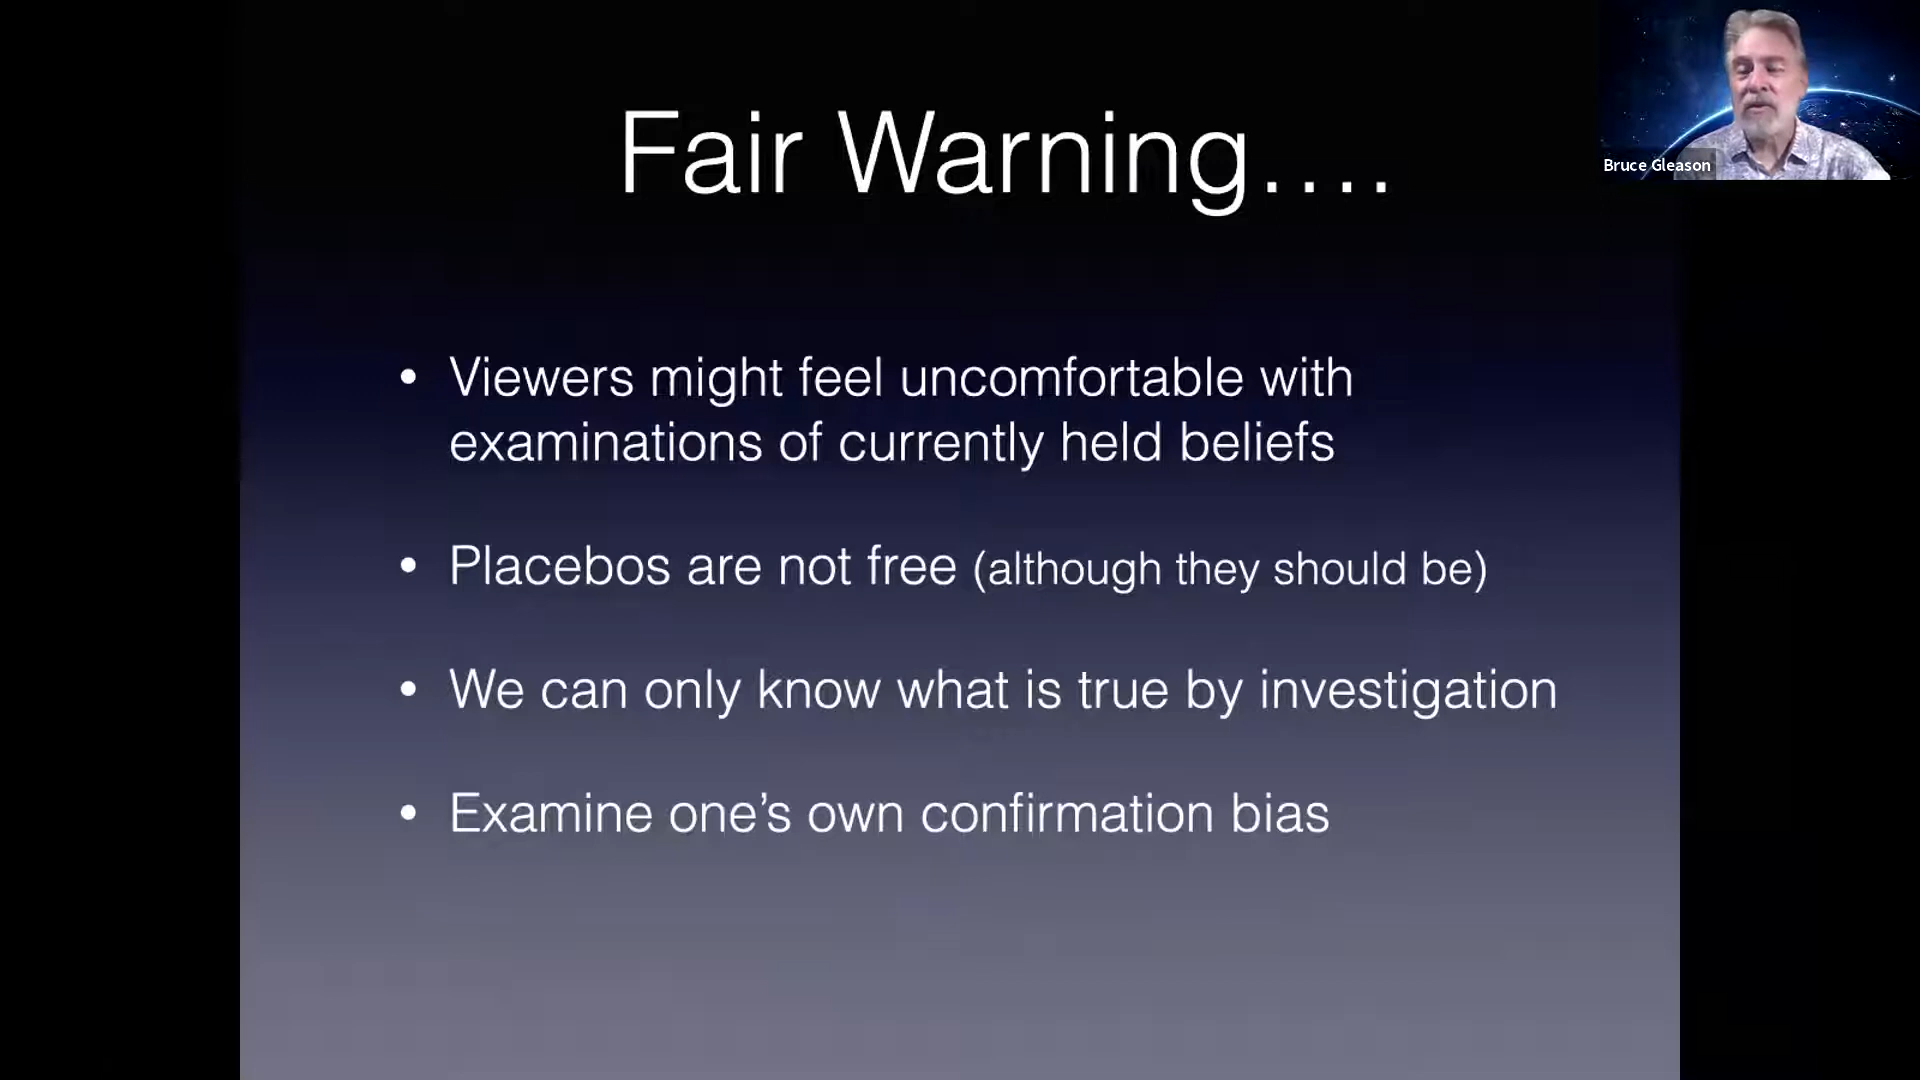 Fair Warning....
Bruce Gleason
• Viewers might feel uncomfortable with
examinations of currently held beliefs
• Placebos are not free (although they should be)
• We can only know what is true by investigation
• Examine one’s own confirmation bias